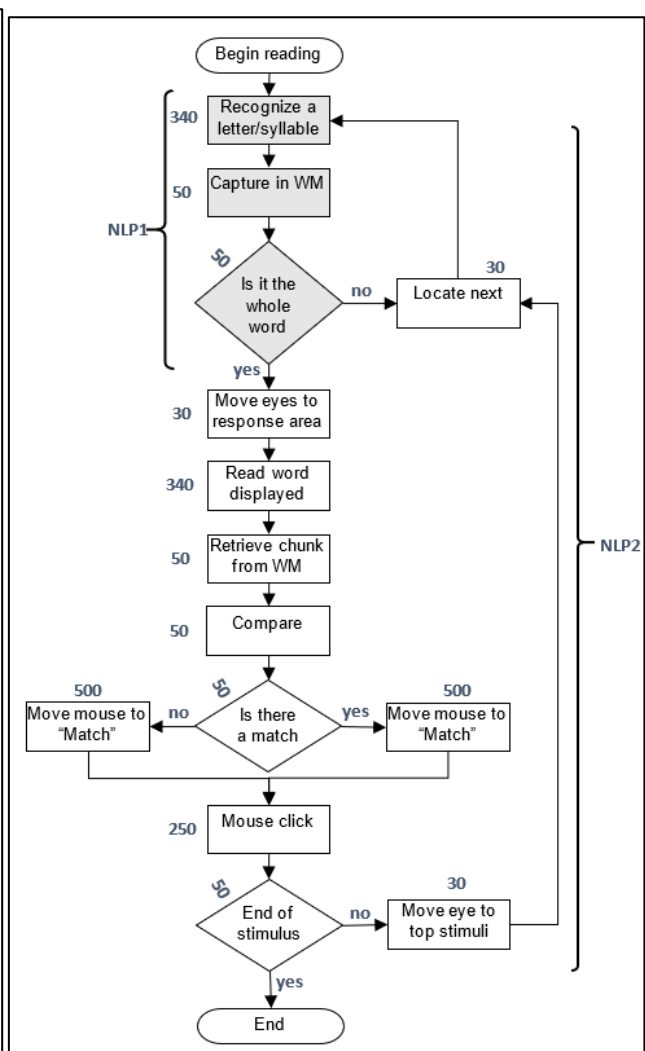 Begin reading
340
Recognize a
letter/syllable
50
Capture in WM
NLP1
50
Is it the
whole
word
no
30
Locate next
yes
30
Move eyes to
response area
340
Read word
displayed
50
Retrieve chunk
from WM
NLP2
50
Compare
50
Is there
a match
no
yes
500
Move mouse to
“Match”
500
Move mouse to
“Match”
250
Mouse click
50
End of
stimulus
no
30
Move eye to
top stimuli
yes
End